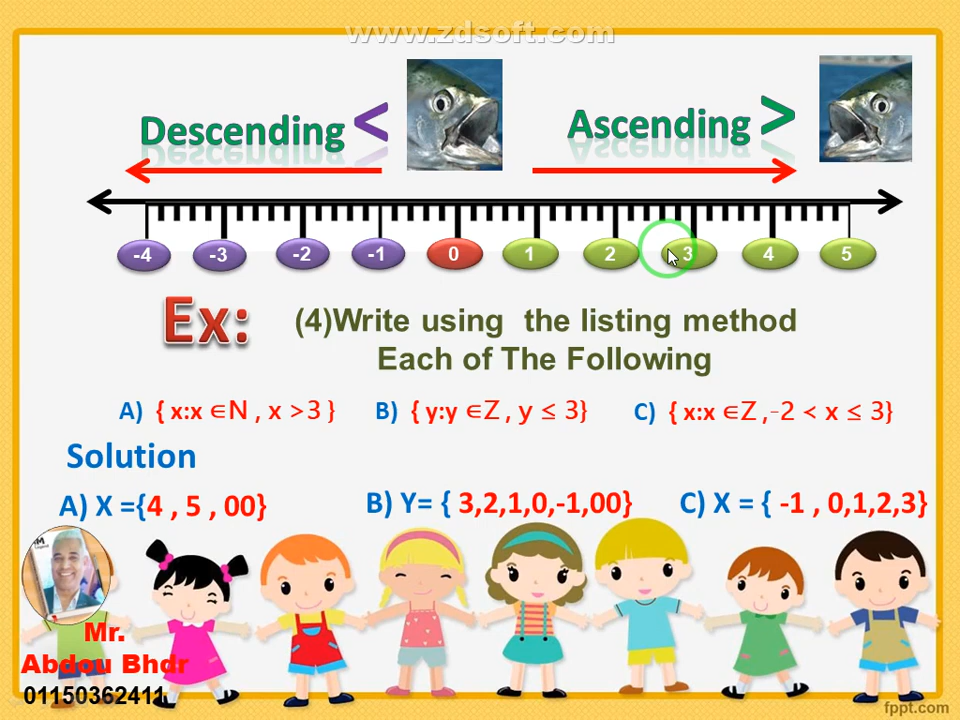 www.zdsoft.com
Descending < Ascending >
-4 -3 -2 -1 0 1 2 3 4 5
Ex: (4)Write using the listing method
Each of The Following
A) { x:x ∈N , x >3 } B) { y:y ∈Z , y ≤ 3} C) { x:x ∈Z ,-2 < x ≤ 3}
Solution
A) X ={4 , 5 , 00} B) Y= { 3,2,1,0,-1,00} C) X = { -1 , 0,1,2,3}
Mr.
Abdou Bhdr
01150362411
fppt.com